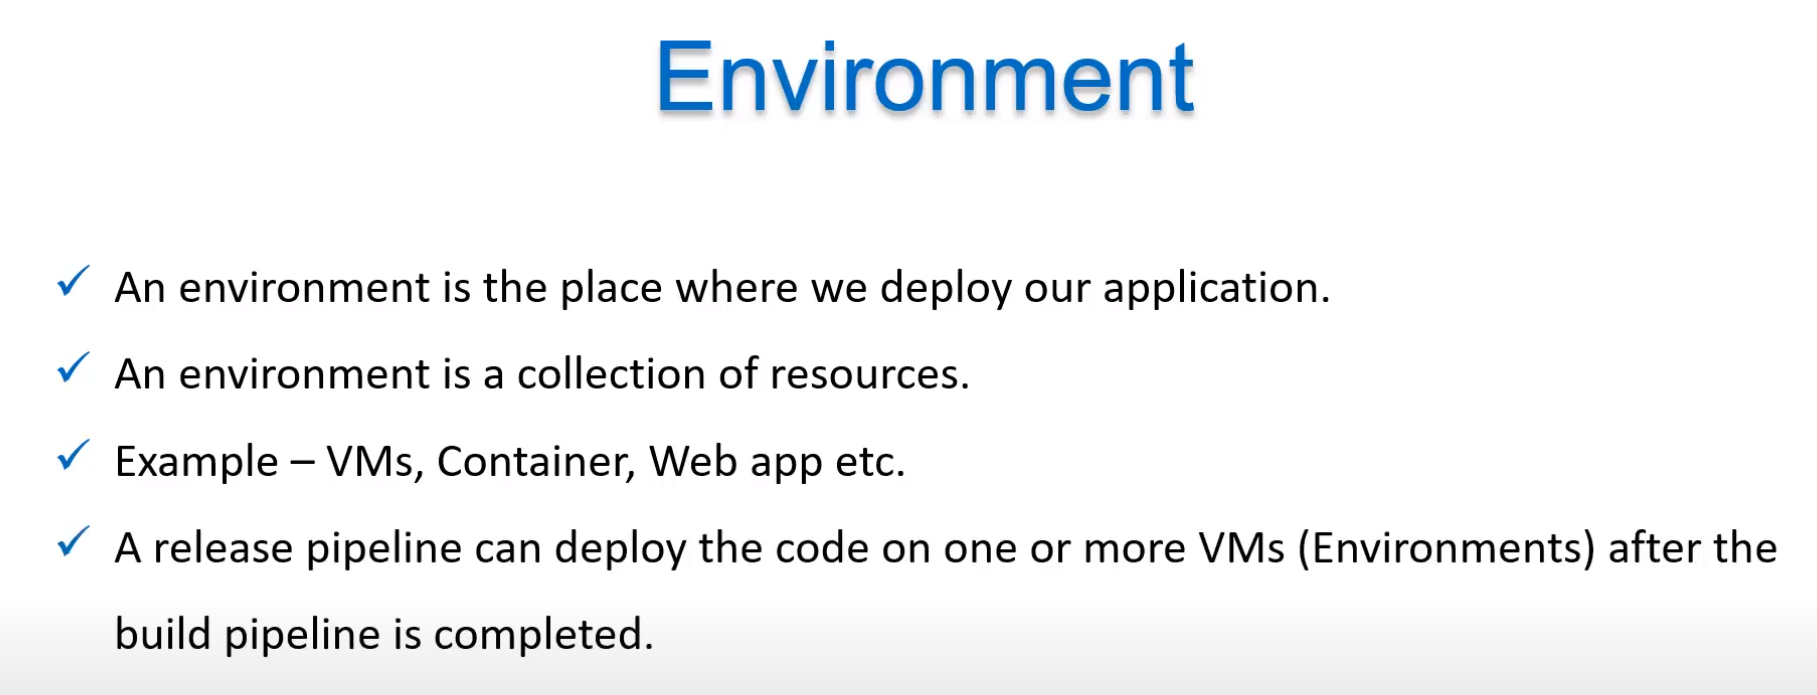 Environment
An environment is the place where we deploy our application.
An environment is a collection of resources.
Example – VMs, Container, Web app etc.
A release pipeline can deploy the code on one or more VMs (Environments) after the
build pipeline is completed.